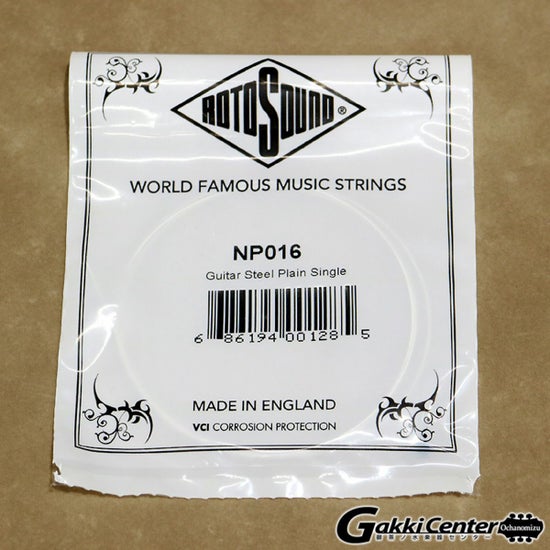 ROTOSOUND®
WORLD FAMOUS MUSIC STRINGS
NP016
Guitar Steel Plain Single
6 86194 00128 5
MADE IN ENGLAND
VCI CORROSION PROTECTION
GakkiCenter
Ochanomizu